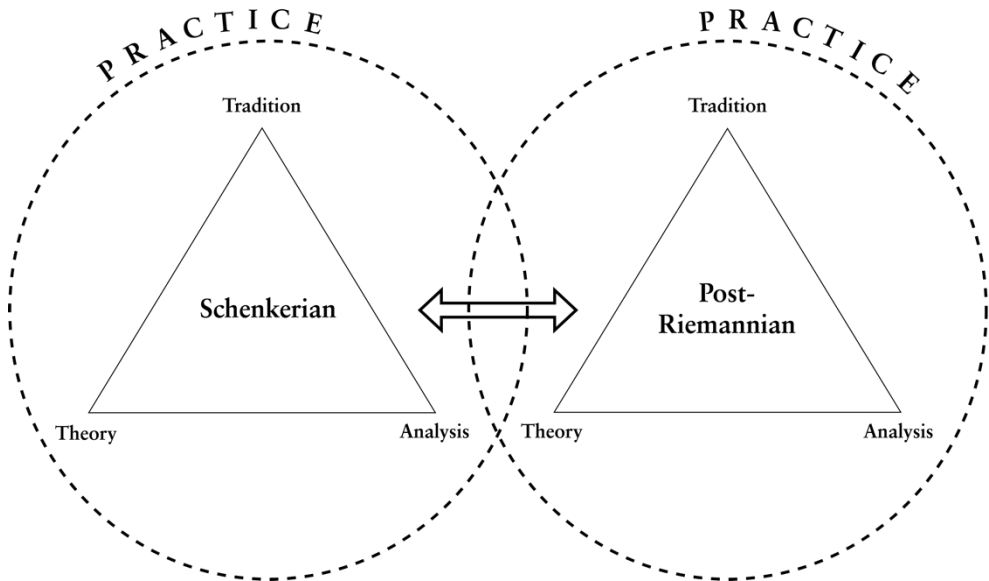 PRACTICE
PRACTICE
Tradition
Tradition
Schenkerian
Post-
Riemannian
Theory
Analysis
Theory
Analysis